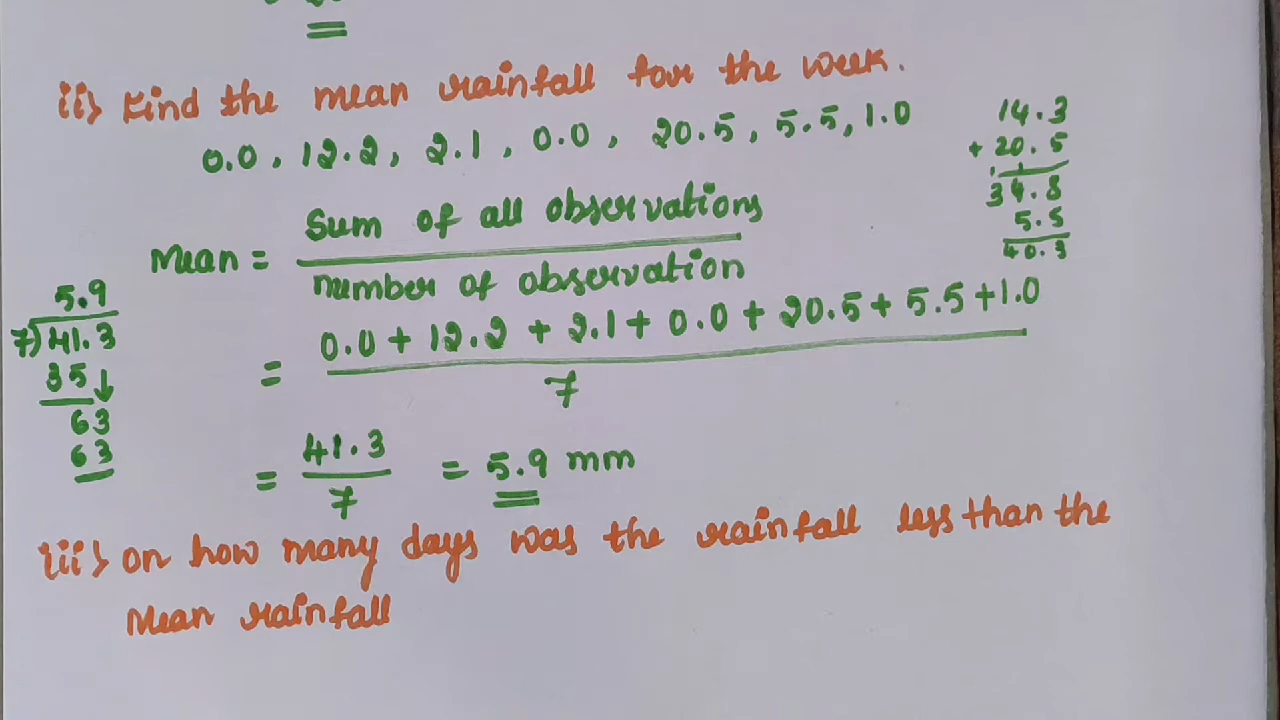 ii) Find the mean rainfall for the week.
0.0, 12.2, 2.1, 0.0, 20.5, 5.5, 1.0
14.3
+ 20.5
34.8
5.5
40.3
Mean = Sum of all observations
number of observation
= 0.0 + 12.2 + 2.1 + 0.0 + 20.5 + 5.5 + 1.0
7
5.9
7) 41.3
35↓
63
63
= 41.3
7
= 5.9 mm
iii) on how many days was the rainfall less than the
Mean rainfall